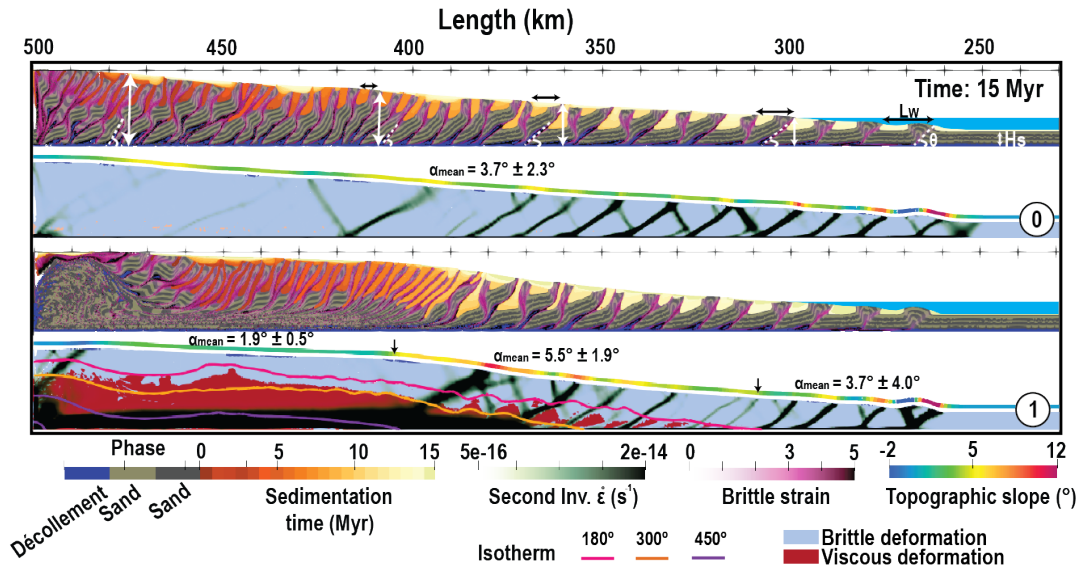 Length (km)
500 450 400 350 300 250
Time: 15 Myr
Lw
θ
Hs
αmean = 3.7° ± 2.3°
0
αmean = 1.9° ± 0.5°
αmean = 5.5° ± 1.9°
αmean = 3.7° ± 4.0°
1
Phase 0 5 10 15 5e-16 2e-14 0 3 5 -2 5 12
Décollement
Sand
Sand
Sedimentation
time (Myr)
Second Inv. ε̇ (s¹)
Brittle strain
Topographic slope (°)
Isotherm 180° 300° 450°
Brittle deformation
Viscous deformation